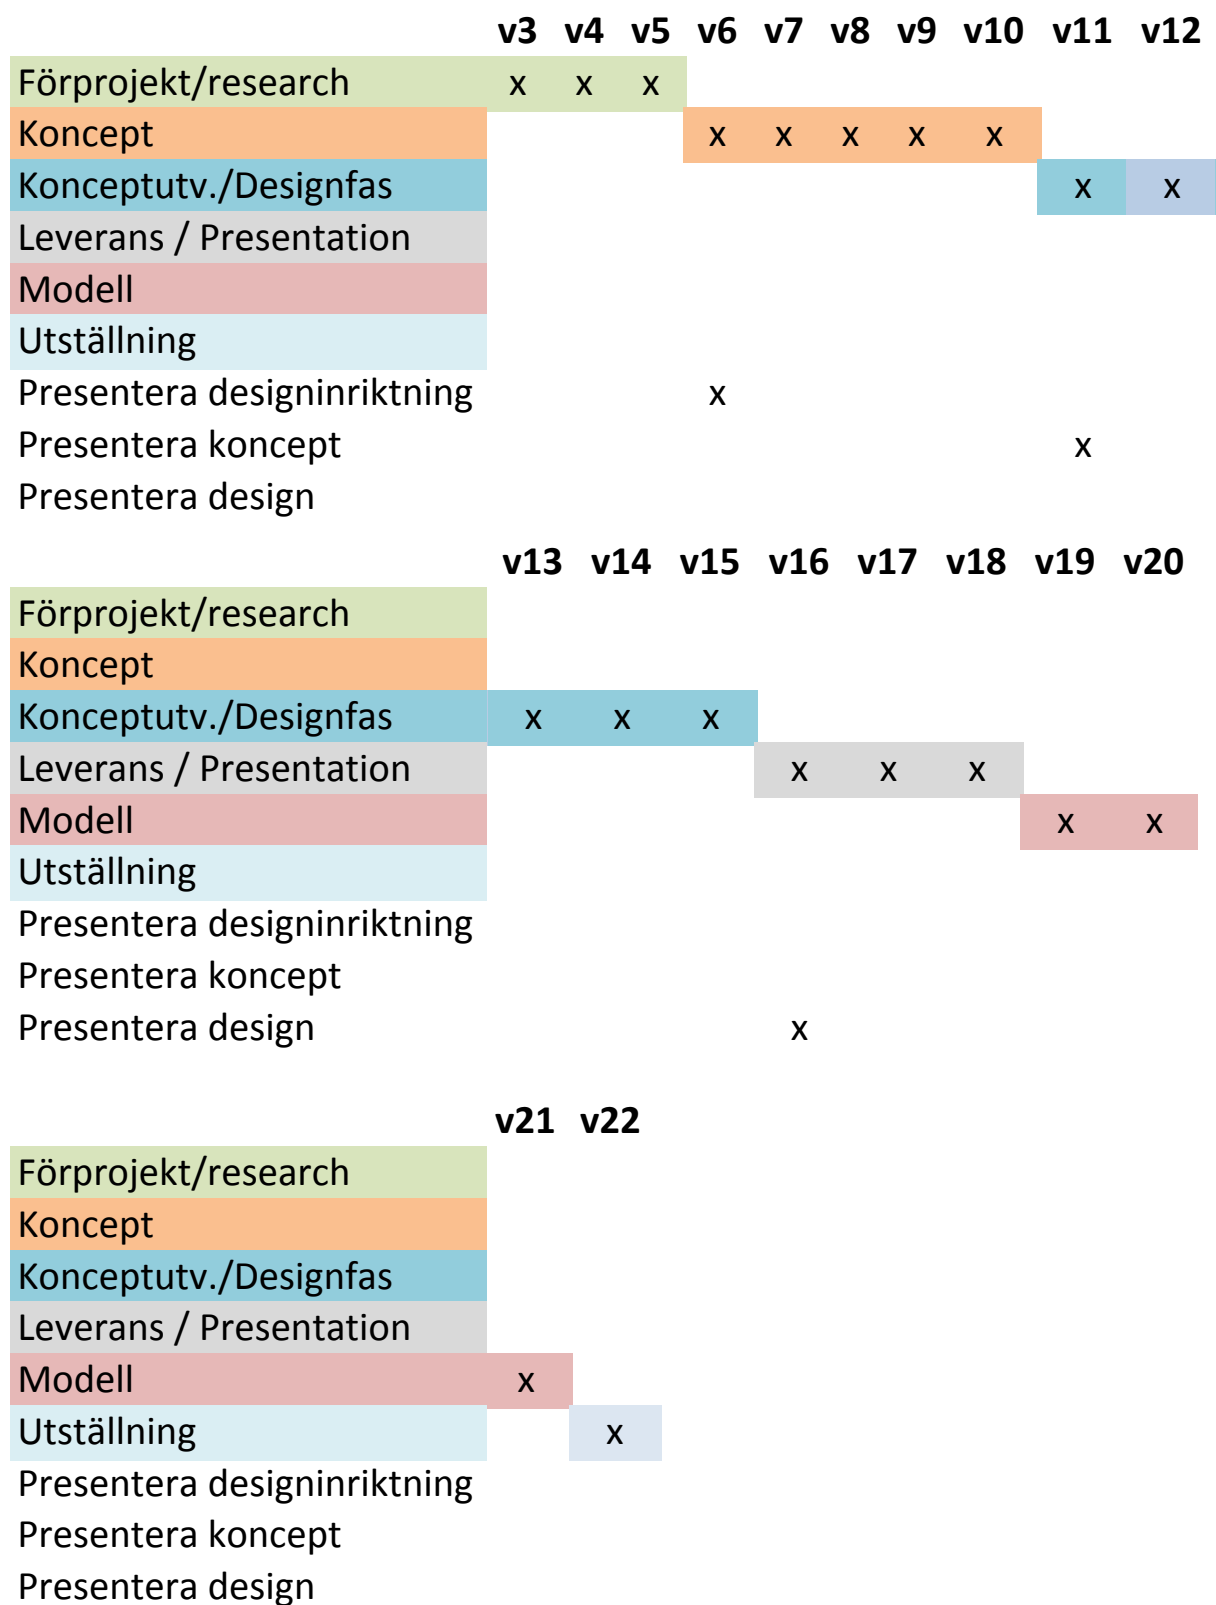 v3 v4 v5 v6 v7 v8 v9 v10 v11 v12
Förprojekt/research x x x
Koncept x x x x x
Konceptutv./Designfas x x
Leverans / Presentation
Modell
Utställning
Presentera designinriktning x
Presentera koncept x
Presentera design
v13 v14 v15 v16 v17 v18 v19 v20
Förprojekt/research
Koncept
Konceptutv./Designfas x x x
Leverans / Presentation x x x
Modell x x
Utställning
Presentera designinriktning
Presentera koncept
Presentera design x
v21 v22
Förprojekt/research
Koncept
Konceptutv./Designfas
Leverans / Presentation
Modell x
Utställning x
Presentera designinriktning
Presentera koncept
Presentera design